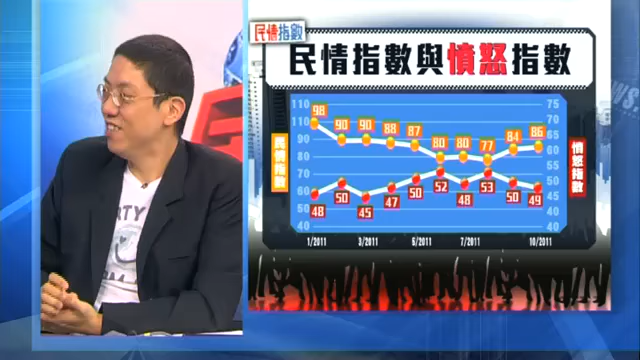 民情指數
民情指數與憤怒指數
110 75
98 90 90 88 87 80 80 77 84 86
110 70
90 65
80 60
70 55
60 50
50 45
40 40
民情指數
憤怒指數
48 50 45 47 50 52 48 53 50 49
1/2011 3/2011 5/2011 7/2011 10/2011
RTY